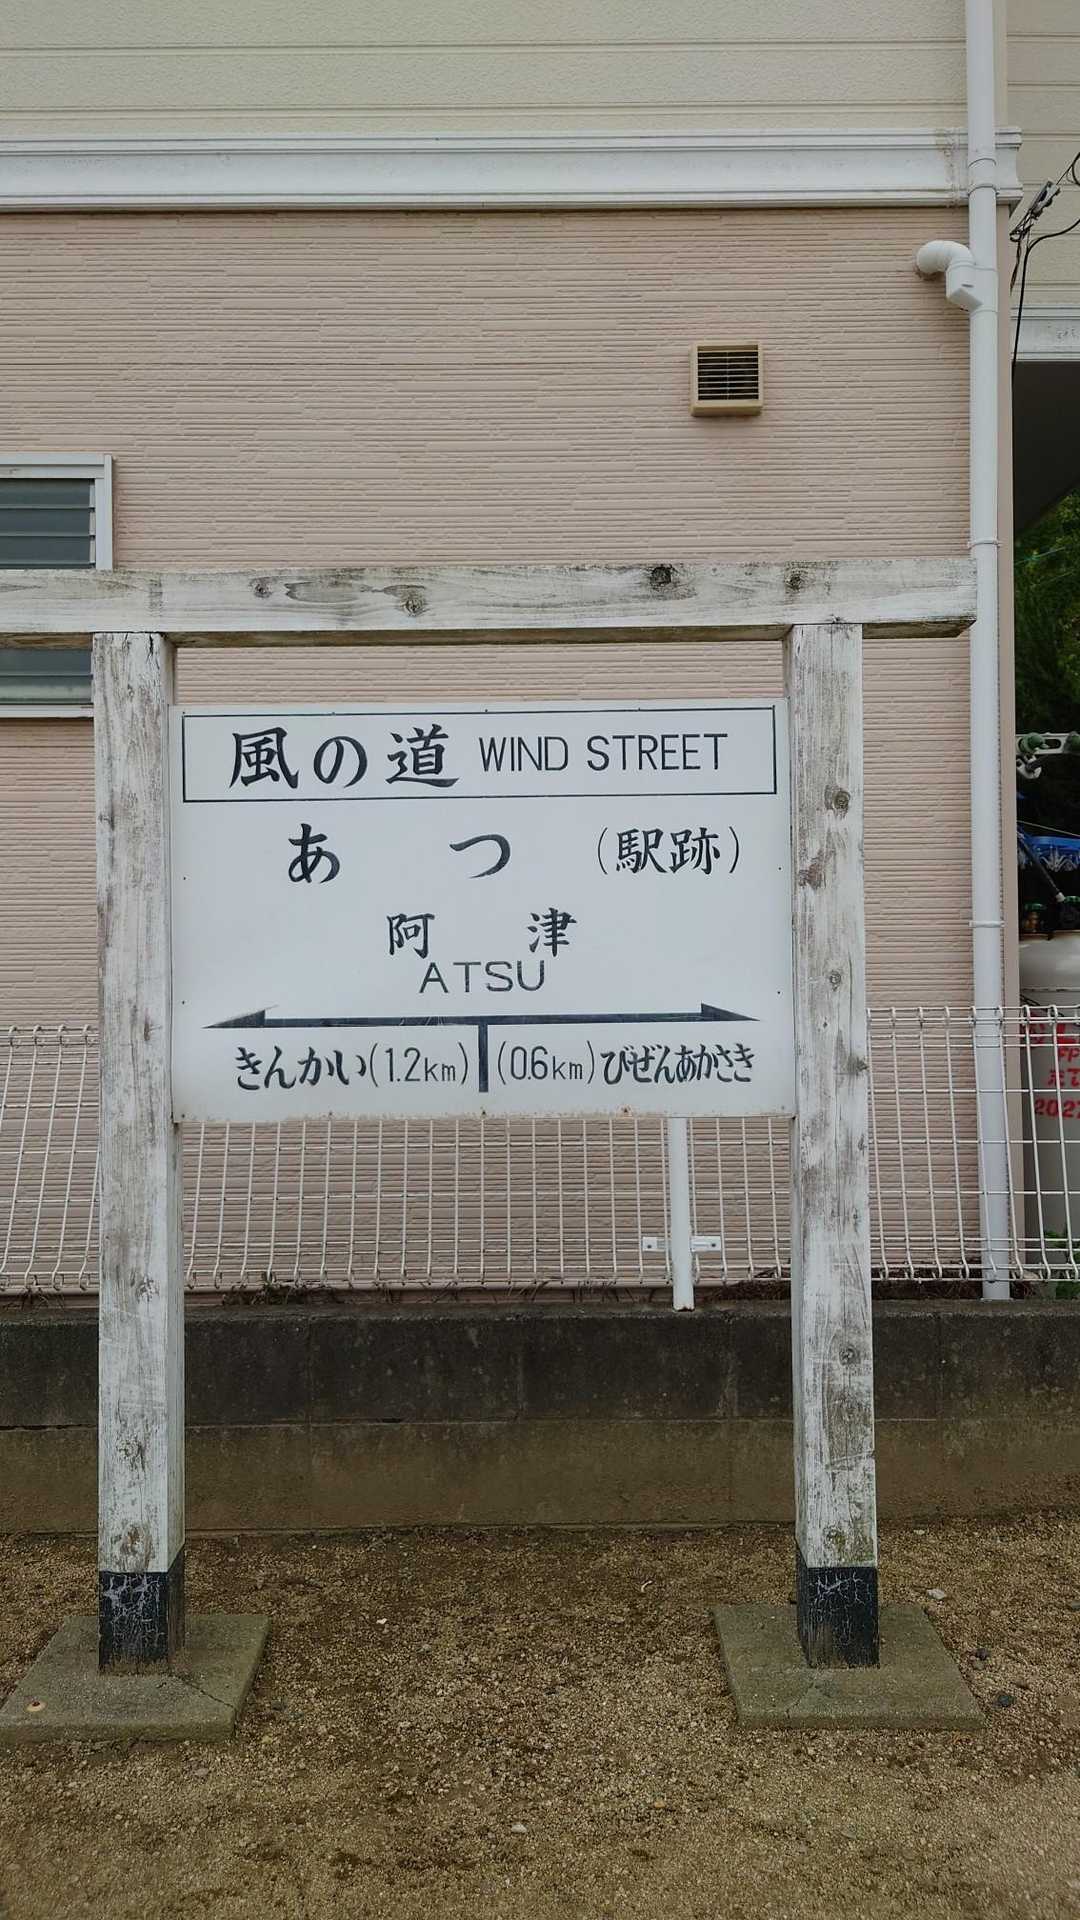 風の道 WIND STREET
あつ（駅跡）
阿津
ATSU
きんかい(1.2km) (0.6km)びぜんあかさき
202